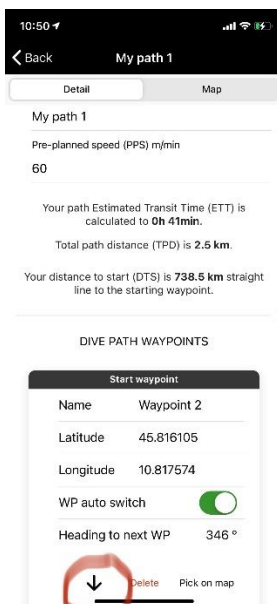 10:50
Back My path 1
Detail Map
My path 1
Pre-planned speed (PPS) m/min
60
Your path Estimated Transit Time (ETT) is
calculated to 0h 41min.
Total path distance (TPD) is 2.5 km.
Your distance to start (DTS) is 738.5 km straight
line to the starting waypoint.
DIVE PATH WAYPOINTS
Start waypoint
Name Waypoint 2
Latitude 45.816105
Longitude 10.817574
WP auto switch
Heading to next WP 346 °
Delete Pick on map